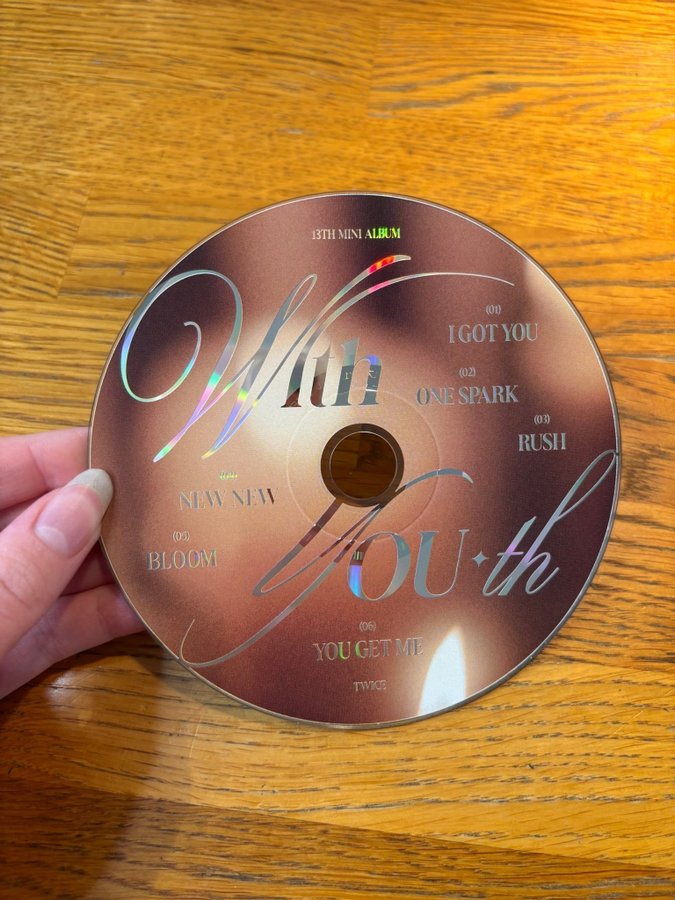 13TH MINI ALBUM
With
(01)
I GOT YOU
(02)
ONE SPARK
(03)
RUSH
(04)
NEW NEW
(05)
BLOOM
YOU-th
(06)
YOU GET ME
TWICE